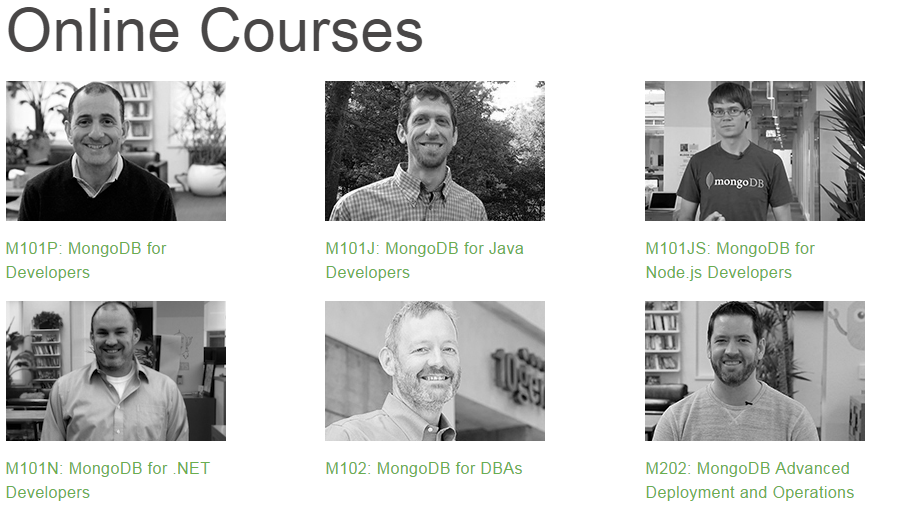 Online Courses
M101P: MongoDB for
Developers
M101J: MongoDB for Java
Developers
M101JS: MongoDB for
Node.js Developers
mongoDB
M101N: MongoDB for .NET
Developers
M102: MongoDB for DBAs
M202: MongoDB Advanced
Deployment and Operations